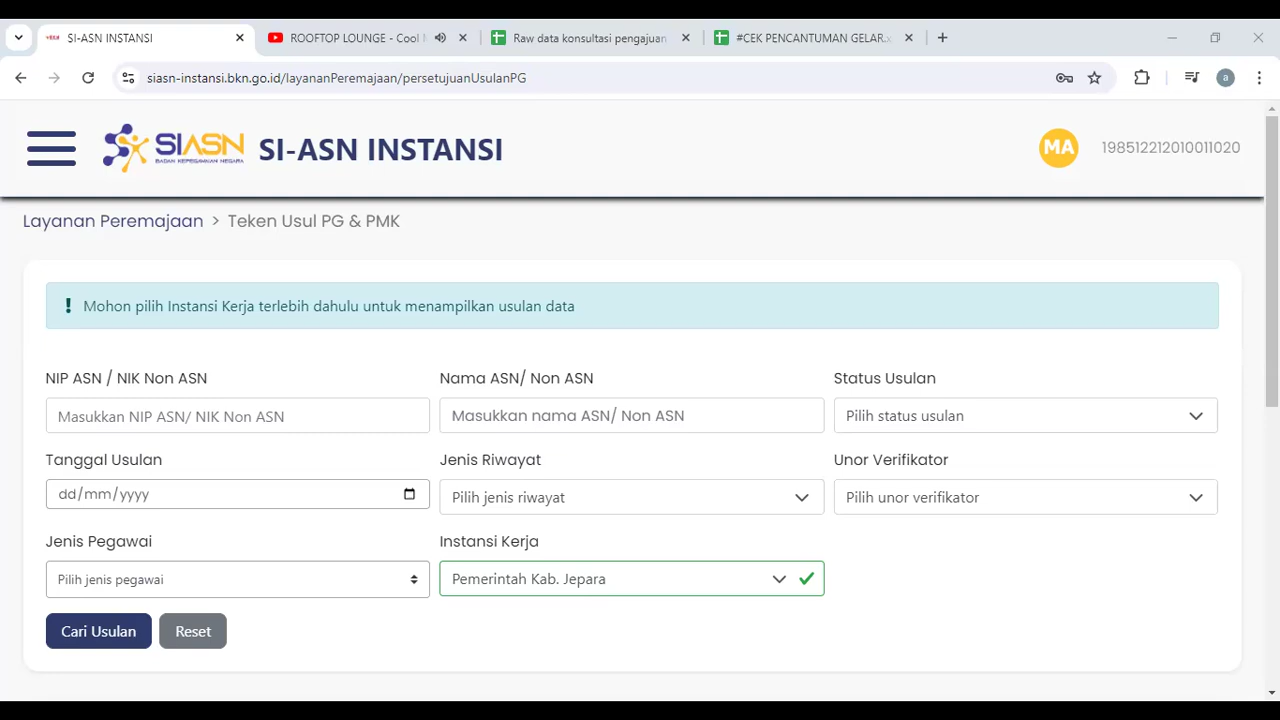 SI-ASN INSTANSI
ROOFTOP LOUNGE - Cool
Raw data konsultasi pengajuan
#CEK PENCANTUMAN GELAR.x
siasn-instansi.bkn.go.id/layananPeremajaan/persetujuanUsulanPG
a
SIASN
BADAN KEPEGAWAIAN NEGARA
SI-ASN INSTANSI
MA
198512212010011020
Layanan Peremajaan > Teken Usul PG & PMK
! Mohon pilih Instansi Kerja terlebih dahulu untuk menampilkan usulan data
NIP ASN / NIK Non ASN
Nama ASN/ Non ASN
Status Usulan
Masukkan NIP ASN/ NIK Non ASN
Masukkan nama ASN/ Non ASN
Pilih status usulan
Tanggal Usulan
Jenis Riwayat
Unor Verifikator
dd/mm/yyyy
Pilih jenis riwayat
Pilih unor verifikator
Jenis Pegawai
Instansi Kerja
Pilih jenis pegawai
Pemerintah Kab. Jepara
Cari Usulan
Reset